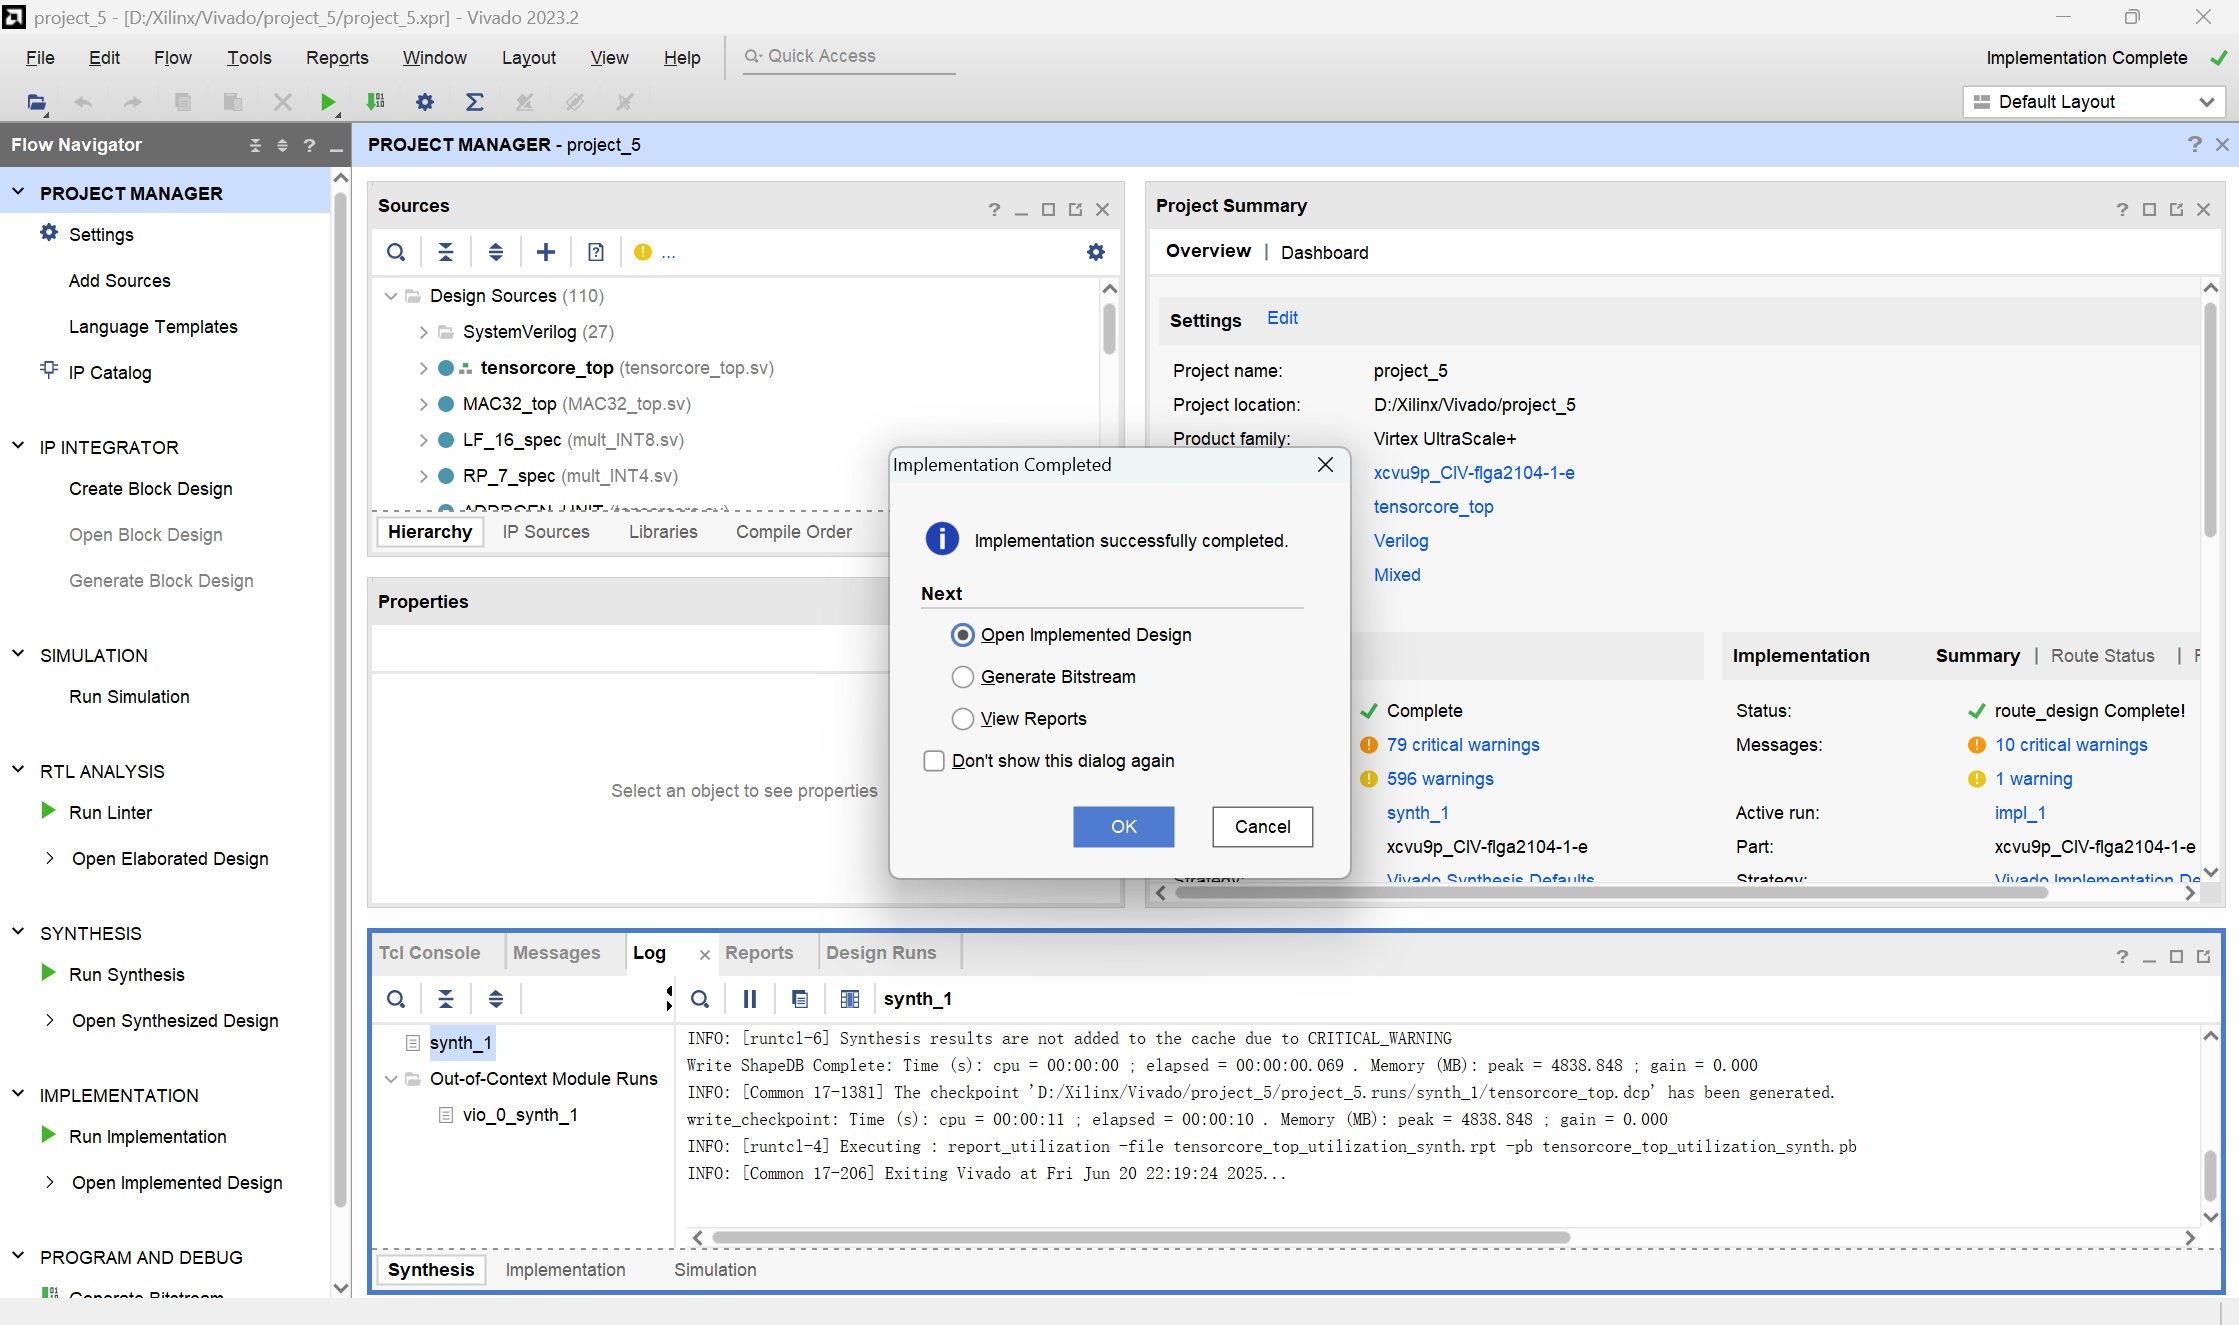 project_5 - [D:/Xilinx/Vivado/project_5/project_5.xpr] - Vivado 2023.2
File Edit Flow Tools Reports Window Layout View Help Quick Access
Implementation Complete
Default Layout
Flow Navigator
PROJECT MANAGER - project_5
PROJECT MANAGER
Settings
Add Sources
Language Templates
IP Catalog
IP INTEGRATOR
Create Block Design
Open Block Design
Generate Block Design
SIMULATION
Run Simulation
RTL ANALYSIS
Run Linter
Open Elaborated Design
SYNTHESIS
Run Synthesis
Open Synthesized Design
IMPLEMENTATION
Run Implementation
Open Implemented Design
PROGRAM AND DEBUG
Generate Bitstream
Sources
...
Design Sources (110)
SystemVerilog (27)
tensorcore_top (tensorcore_top.sv)
MAC32_top (MAC32_top.sv)
LF_16_spec (mult_INT8.sv)
RP_7_spec (mult_INT4.sv)
Hierarchy IP Sources Libraries Compile Order
Properties
Select an object to see properties
Project Summary
Overview | Dashboard
Settings Edit
Project name: project_5
Project location: D:/Xilinx/Vivado/project_5
Product family: Virtex UltraScale+
xcvu9p_CIV-flga2104-1-e
tensorcore_top
Verilog
Mixed
Complete
79 critical warnings
596 warnings
synth_1
xcvu9p_CIV-flga2104-1-e
Strategy: Vivado Synthesis Defaults
Implementation Summary | Route Status |
Status: route_design Complete!
Messages: 10 critical warnings
1 warning
Active run: impl_1
Part: xcvu9p_CIV-flga2104-1-e
Strategy: Vivado Implementation De
Implementation Completed
Implementation successfully completed.
Next
Open Implemented Design
Generate Bitstream
View Reports
Don't show this dialog again
OK Cancel
Tcl Console Messages Log Reports Design Runs
synth_1
synth_1
Out-of-Context Module Runs
vio_0_synth_1
INFO: [runtcl-6] Synthesis results are not added to the cache due to CRITICAL_WARNING
Write ShapeDB Complete: Time (s): cpu = 00:00:00 ; elapsed = 00:00:00.069 . Memory (MB): peak = 4838.848 ; gain = 0.000
INFO: [Common 17-1381] The checkpoint 'D:/Xilinx/Vivado/project_5/project_5.runs/synth_1/tensorcore_top.dcp' has been generated.
write_checkpoint: Time (s): cpu = 00:00:11 ; elapsed = 00:00:10 . Memory (MB): peak = 4838.848 ; gain = 0.000
INFO: [runtcl-4] Executing : report_utilization -file tensorcore_top_utilization_synth.rpt -pb tensorcore_top_utilization_synth.pb
INFO: [Common 17-206] Exiting Vivado at Fri Jun 20 22:19:24 2025...
Synthesis Implementation Simulation